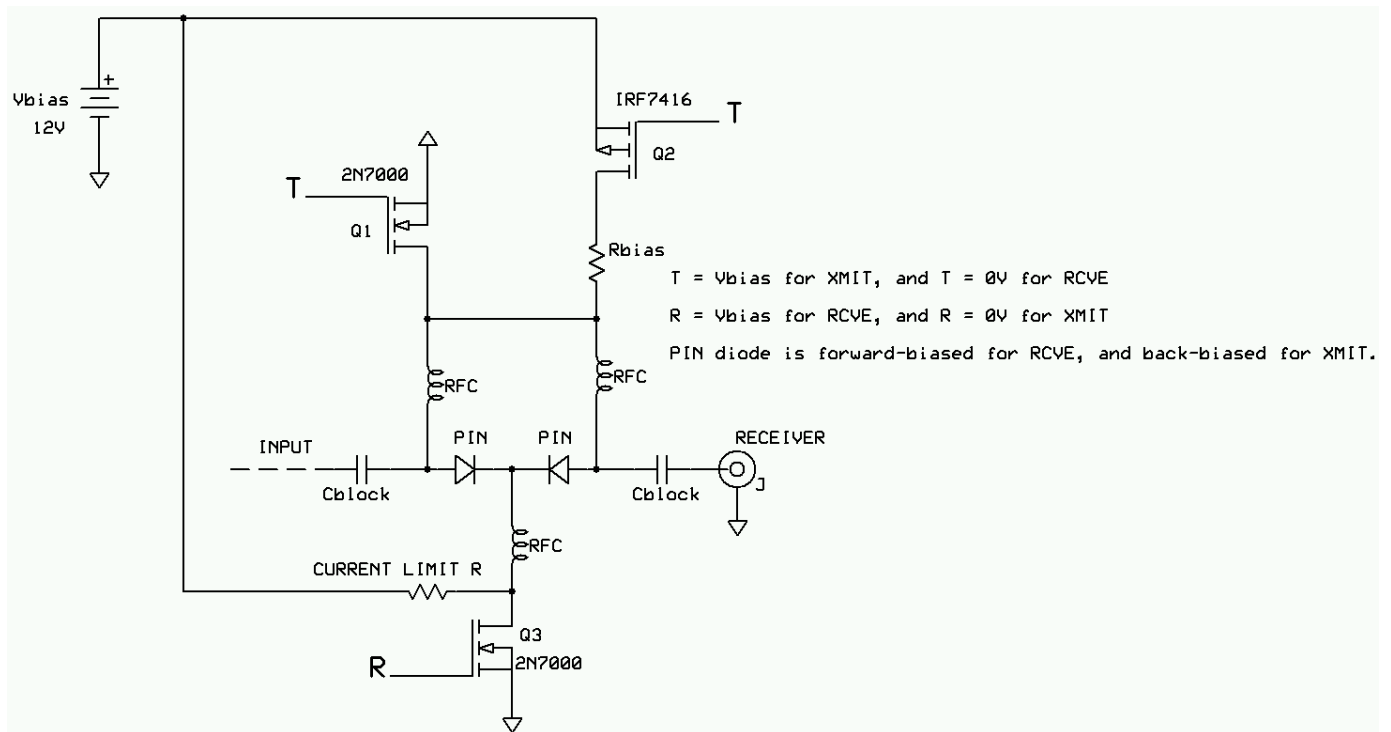 +
Vbias
12V
IRF7416
T
Q2
2N7000
T
Q1
Rbias
T = Vbias for XMIT, and T = 0V for RCVE
R = Vbias for RCVE, and R = 0V for XMIT
PIN diode is forward-biased for RCVE, and back-biased for XMIT.
RFC
RFC
INPUT
PIN
PIN
RECEIVER
Cblock
Cblock
J
RFC
CURRENT LIMIT R
Q3
2N7000
R